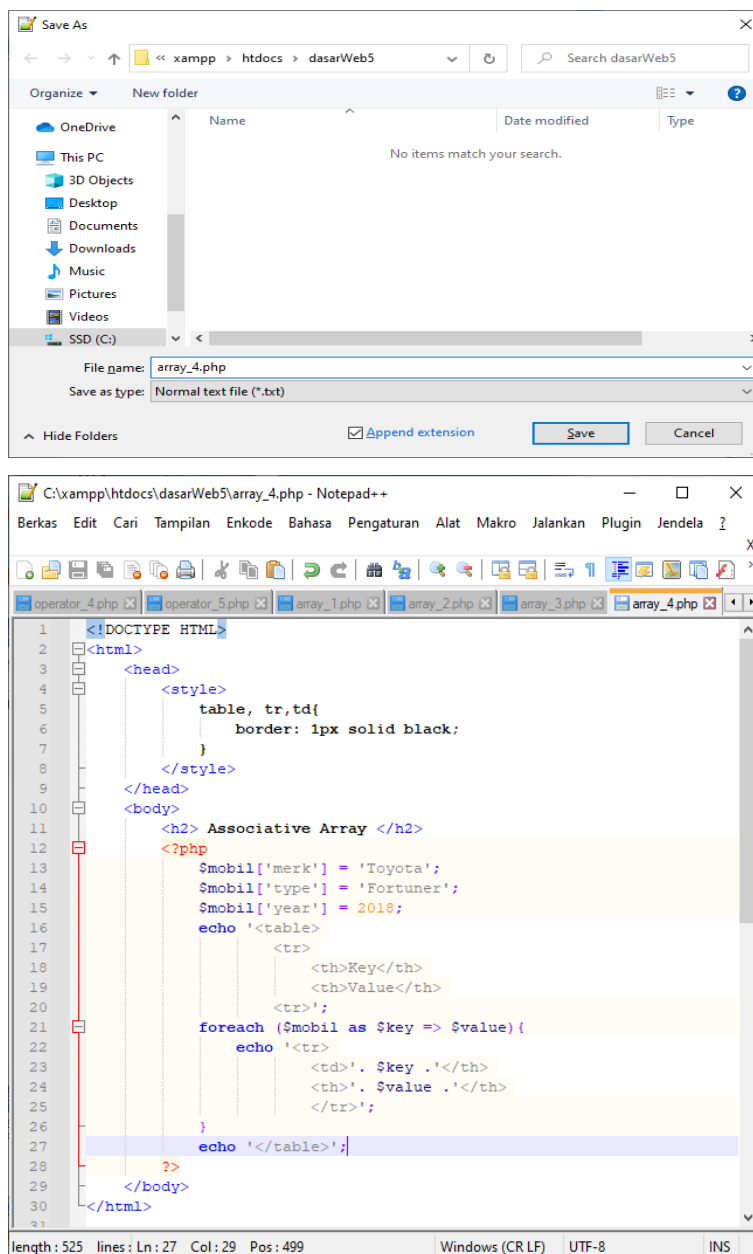 Save As
« xampp › htdocs › dasarWeb5
Search dasarWeb5
Organize
New folder
OneDrive
This PC
3D Objects
Desktop
Documents
Downloads
Music
Pictures
Videos
SSD (C:)
Name
Date modified
Type
No items match your search.
File name: array_4.php
Save as type: Normal text file (*.txt)
Hide Folders
Append extension
Save
Cancel
C:\xampp\htdocs\dasarWeb5\array_4.php - Notepad++
Berkas Edit Cari Tampilan Enkode Bahasa Pengaturan Alat Makro Jalankan Plugin Jendela ?
X
operator_4.php operator_5.php array_1.php array_2.php array_3.php array_4.php
1 <!DOCTYPE HTML>
2 <html>
3 <head>
4 <style>
5 table, tr,td{
6 border: 1px solid black;
7 }
8 </style>
9 </head>
10 <body>
11 <h2> Associative Array </h2>
12 <?php
13 $mobil['merk'] = 'Toyota';
14 $mobil['type'] = 'Fortuner';
15 $mobil['year'] = 2018;
16 echo '<table>
17 <tr>
18 <th>Key</th>
19 <th>Value</th>
20 <tr>';
21 foreach ($mobil as $key => $value){
22 echo '<tr>
23 <td>'. $key .'</th>
24 <th>'. $value .'</th>
25 </tr>';
26 }
27 echo '</table>';
28 ?>
29 </body>
30 </html>
31
length : 525 lines : Ln : 27 Col : 29 Pos : 499 Windows (CR LF) UTF-8 INS